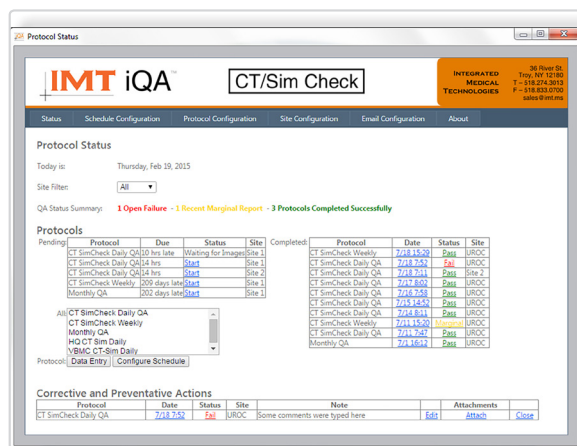 Protocol Status
IMT iQA™
CT/Sim Check
INTEGRATED
MEDICAL
TECHNOLOGIES
36 River St.
Troy, NY 12180
T – 518.274.3013
F – 518.833.0700
sales@imt.ms
Status Schedule Configuration Protocol Configuration Site Configuration Email Configuration About
Protocol Status
Today is: Thursday, Feb 19, 2015
Site Filter: All
QA Status Summary: 1 Open Failure - 1 Recent Marginal Report - 3 Protocols Completed Successfully
Protocols
Pending:
Protocol Due Status Site
CT SimCheck Daily QA 10 hrs late Waiting for Images Site 1
CT SimCheck Daily QA 14 hrs Start Site 1
CT SimCheck Daily QA 14 hrs Start Site 2
CT SimCheck Weekly 209 days late Start Site 1
Monthly QA 202 days late Start Site 1
Completed:
Protocol Date Status Site
CT SimCheck Weekly 7/18 15:29 Pass UROC
CT SimCheck Daily QA 7/18 7:52 Fail UROC
CT SimCheck Daily QA 7/18 7:11 Pass Site 2
CT SimCheck Daily QA 7/17 8:02 Pass UROC
CT SimCheck Daily QA 7/16 7:58 Pass UROC
CT SimCheck Daily QA 7/15 14:52 Pass UROC
CT SimCheck Daily QA 7/14 8:11 Pass UROC
CT SimCheck Weekly 7/11 15:20 Marginal UROC
CT SimCheck Daily QA 7/11 7:47 Pass UROC
Monthly QA 7/1 16:12 Pass UROC
All:
CT SimCheck Daily QA
CT SimCheck Weekly
Monthly QA
HQ CT Sim Daily
VBMC CT-Sim Daily
Protocol: Data Entry Configure Schedule
Corrective and Preventative Actions
Protocol Date Status Site Note Attachments
CT SimCheck Daily QA 7/18 7:52 Fail UROC Some comments were typed here Edit Attach Close